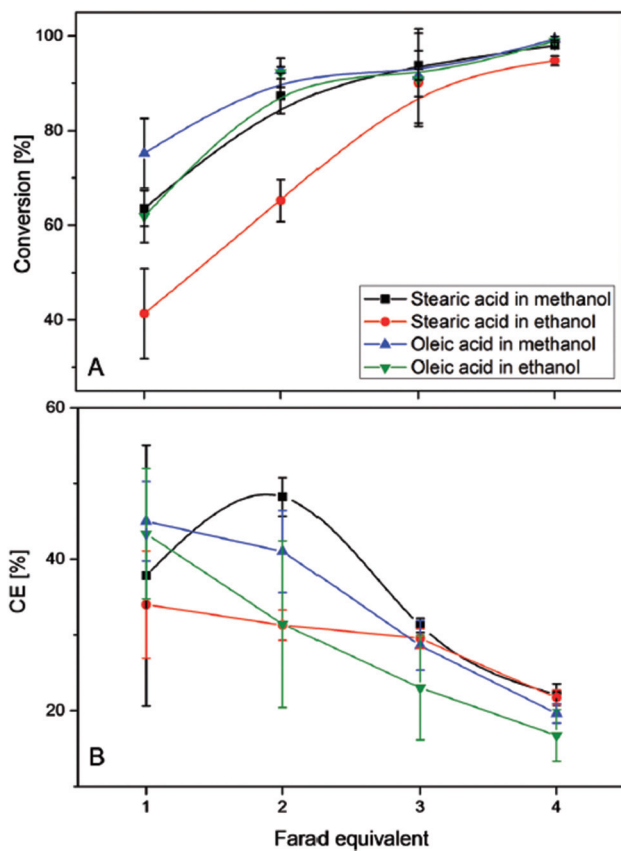 100
80
60
40
Conversion [%]
A
Stearic acid in methanol
Stearic acid in ethanol
Oleic acid in methanol
Oleic acid in ethanol
60
40
20
CE [%]
B
1 2 3 4
Farad equivalent